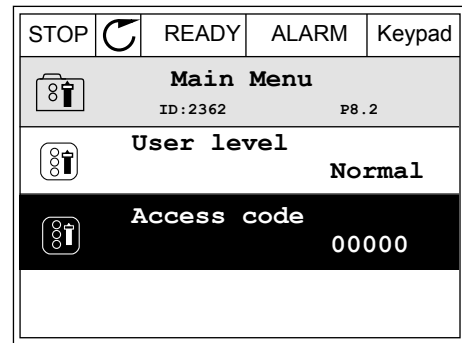 STOP READY ALARM Keypad
Main Menu
ID:2362 P8.2
User level
Normal
Access code
00000